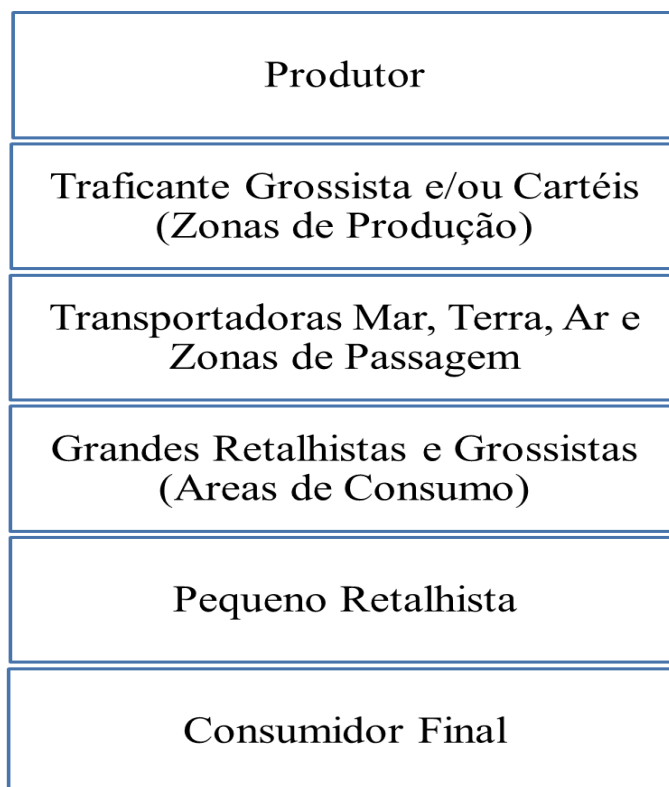 Produtor
Traficante Grossista e/ou Cartéis
(Zonas de Produção)
Transportadoras Mar, Terra, Ar e
Zonas de Passagem
Grandes Retalhistas e Grossistas
(Areas de Consumo)
Pequeno Retalhista
Consumidor Final